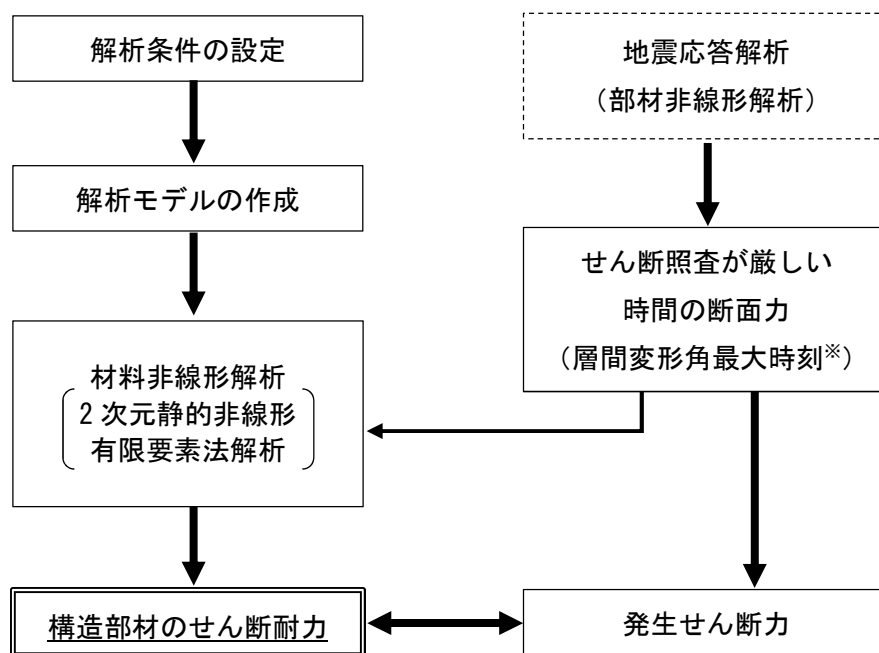 解析条件の設定
解析モデルの作成
材料非線形解析
2次元静的非線形
有限要素法解析
構造部材のせん断耐力
地震応答解析
（部材非線形解析）
せん断照査が厳しい
時間の断面力
（層間変形角最大時刻※）
発生せん断力